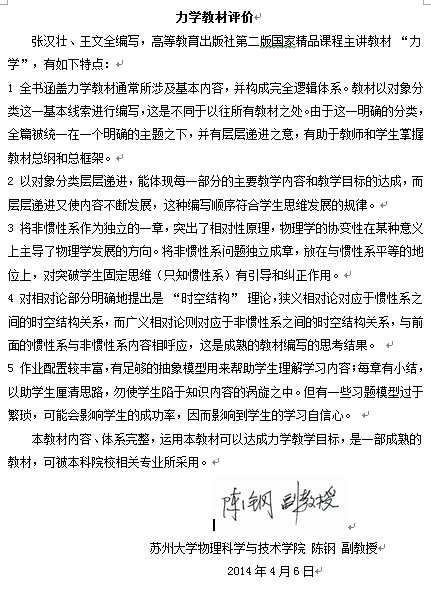 力学教材评价
张汉壮、王文全编写，高等教育出版社第二版国家精品课程主讲教材 “力
学”，有如下特点：
1 全书涵盖力学教材通常所涉及基本内容，并构成完全逻辑体系。教材以对象分
类这一基本线索进行编写，这是不同于以往所有教材之处。由于这一明确的分类，
全篇被统一在一个明确的主题之下，并有层层递进之意，有助于教师和学生掌握
教材总纲和总框架。
2 以对象分类层层递进，能体现每一部分的主要教学内容和教学目标的达成，而
层层递进又使内容不断发展，这种编写顺序符合学生思维发展的规律。
3 将非惯性系作为独立的一章，突出了相对性原理，物理学的协变性在某种意义
上主导了物理学发展的方向。将非惯性系问题独立成章，放在与惯性系平等的地
位上，对突破学生固定思维（只知惯性系）有引导和纠正作用。
4 对相对论部分明确地提出是 “时空结构” 理论，狭义相对论对应于惯性系之
间的时空结构关系，而广义相对论则对应于非惯性系之间的时空结构关系，与前
面的惯性系与非惯性系内容相呼应，这是成熟的教材编写的思考结果。
5 作业配置较丰富，有足够的抽象模型用来帮助学生理解学习内容；每章有小结，
以助学生厘清思路，勿使学生陷于知识内容的涡旋之中。但有一些习题模型过于
繁琐，可能会影响学生的成功率，因而影响到学生的学习自信心。
本教材内容、体系完整，运用本教材可以达成力学教学目标，是一部成熟的
教材，可被本科院校相关专业所采用。
陈钢 副教授
苏州大学物理科学与技术学院 陈钢 副教授
2014 年 4 月 6 日